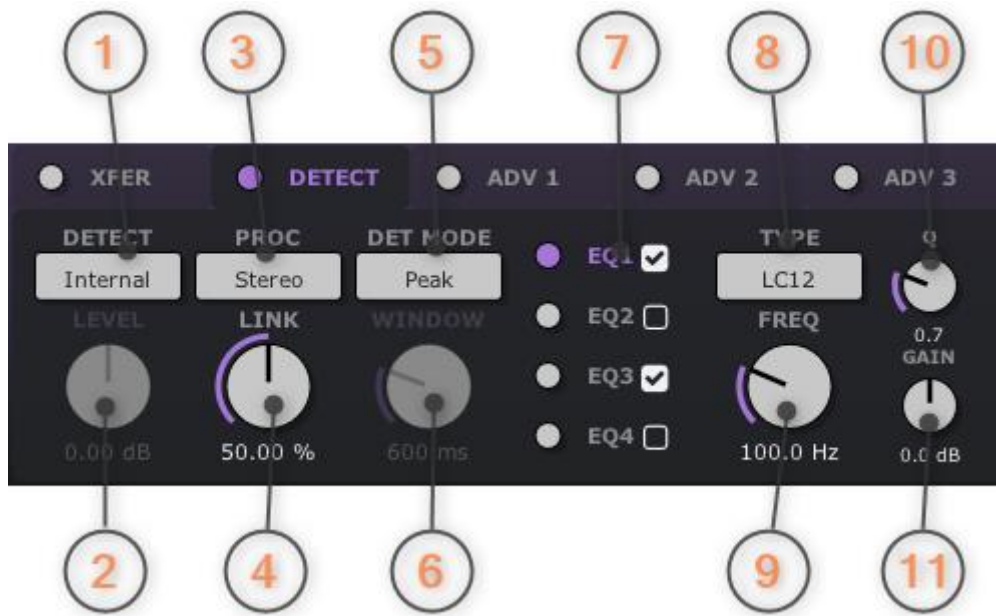 1 3 5 7 8 10
XFER DETECT ADV 1 ADV 2 ADV 3
DETECT PROC DET MODE EQ1 TYPE Q
Internal Stereo Peak LC12
LEVEL LINK WINDOW EQ2 FREQ 0.7
EQ3 GAIN
0.00 dB 50.00 % 600 ms EQ4 100.0 Hz 0.0 dB
2 4 6 9 11